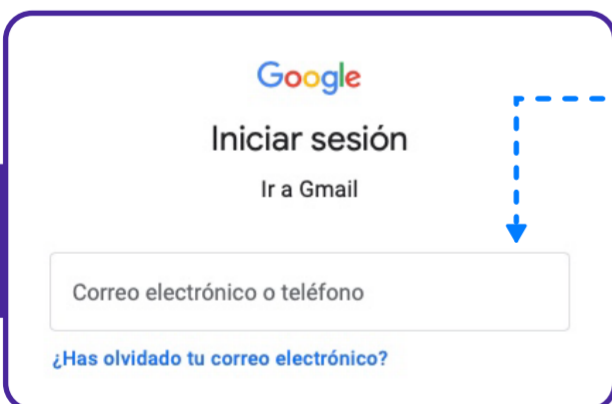 Google
Iniciar sesión
Ir a Gmail
Correo electrónico o teléfono
¿Has olvidado tu correo electrónico?